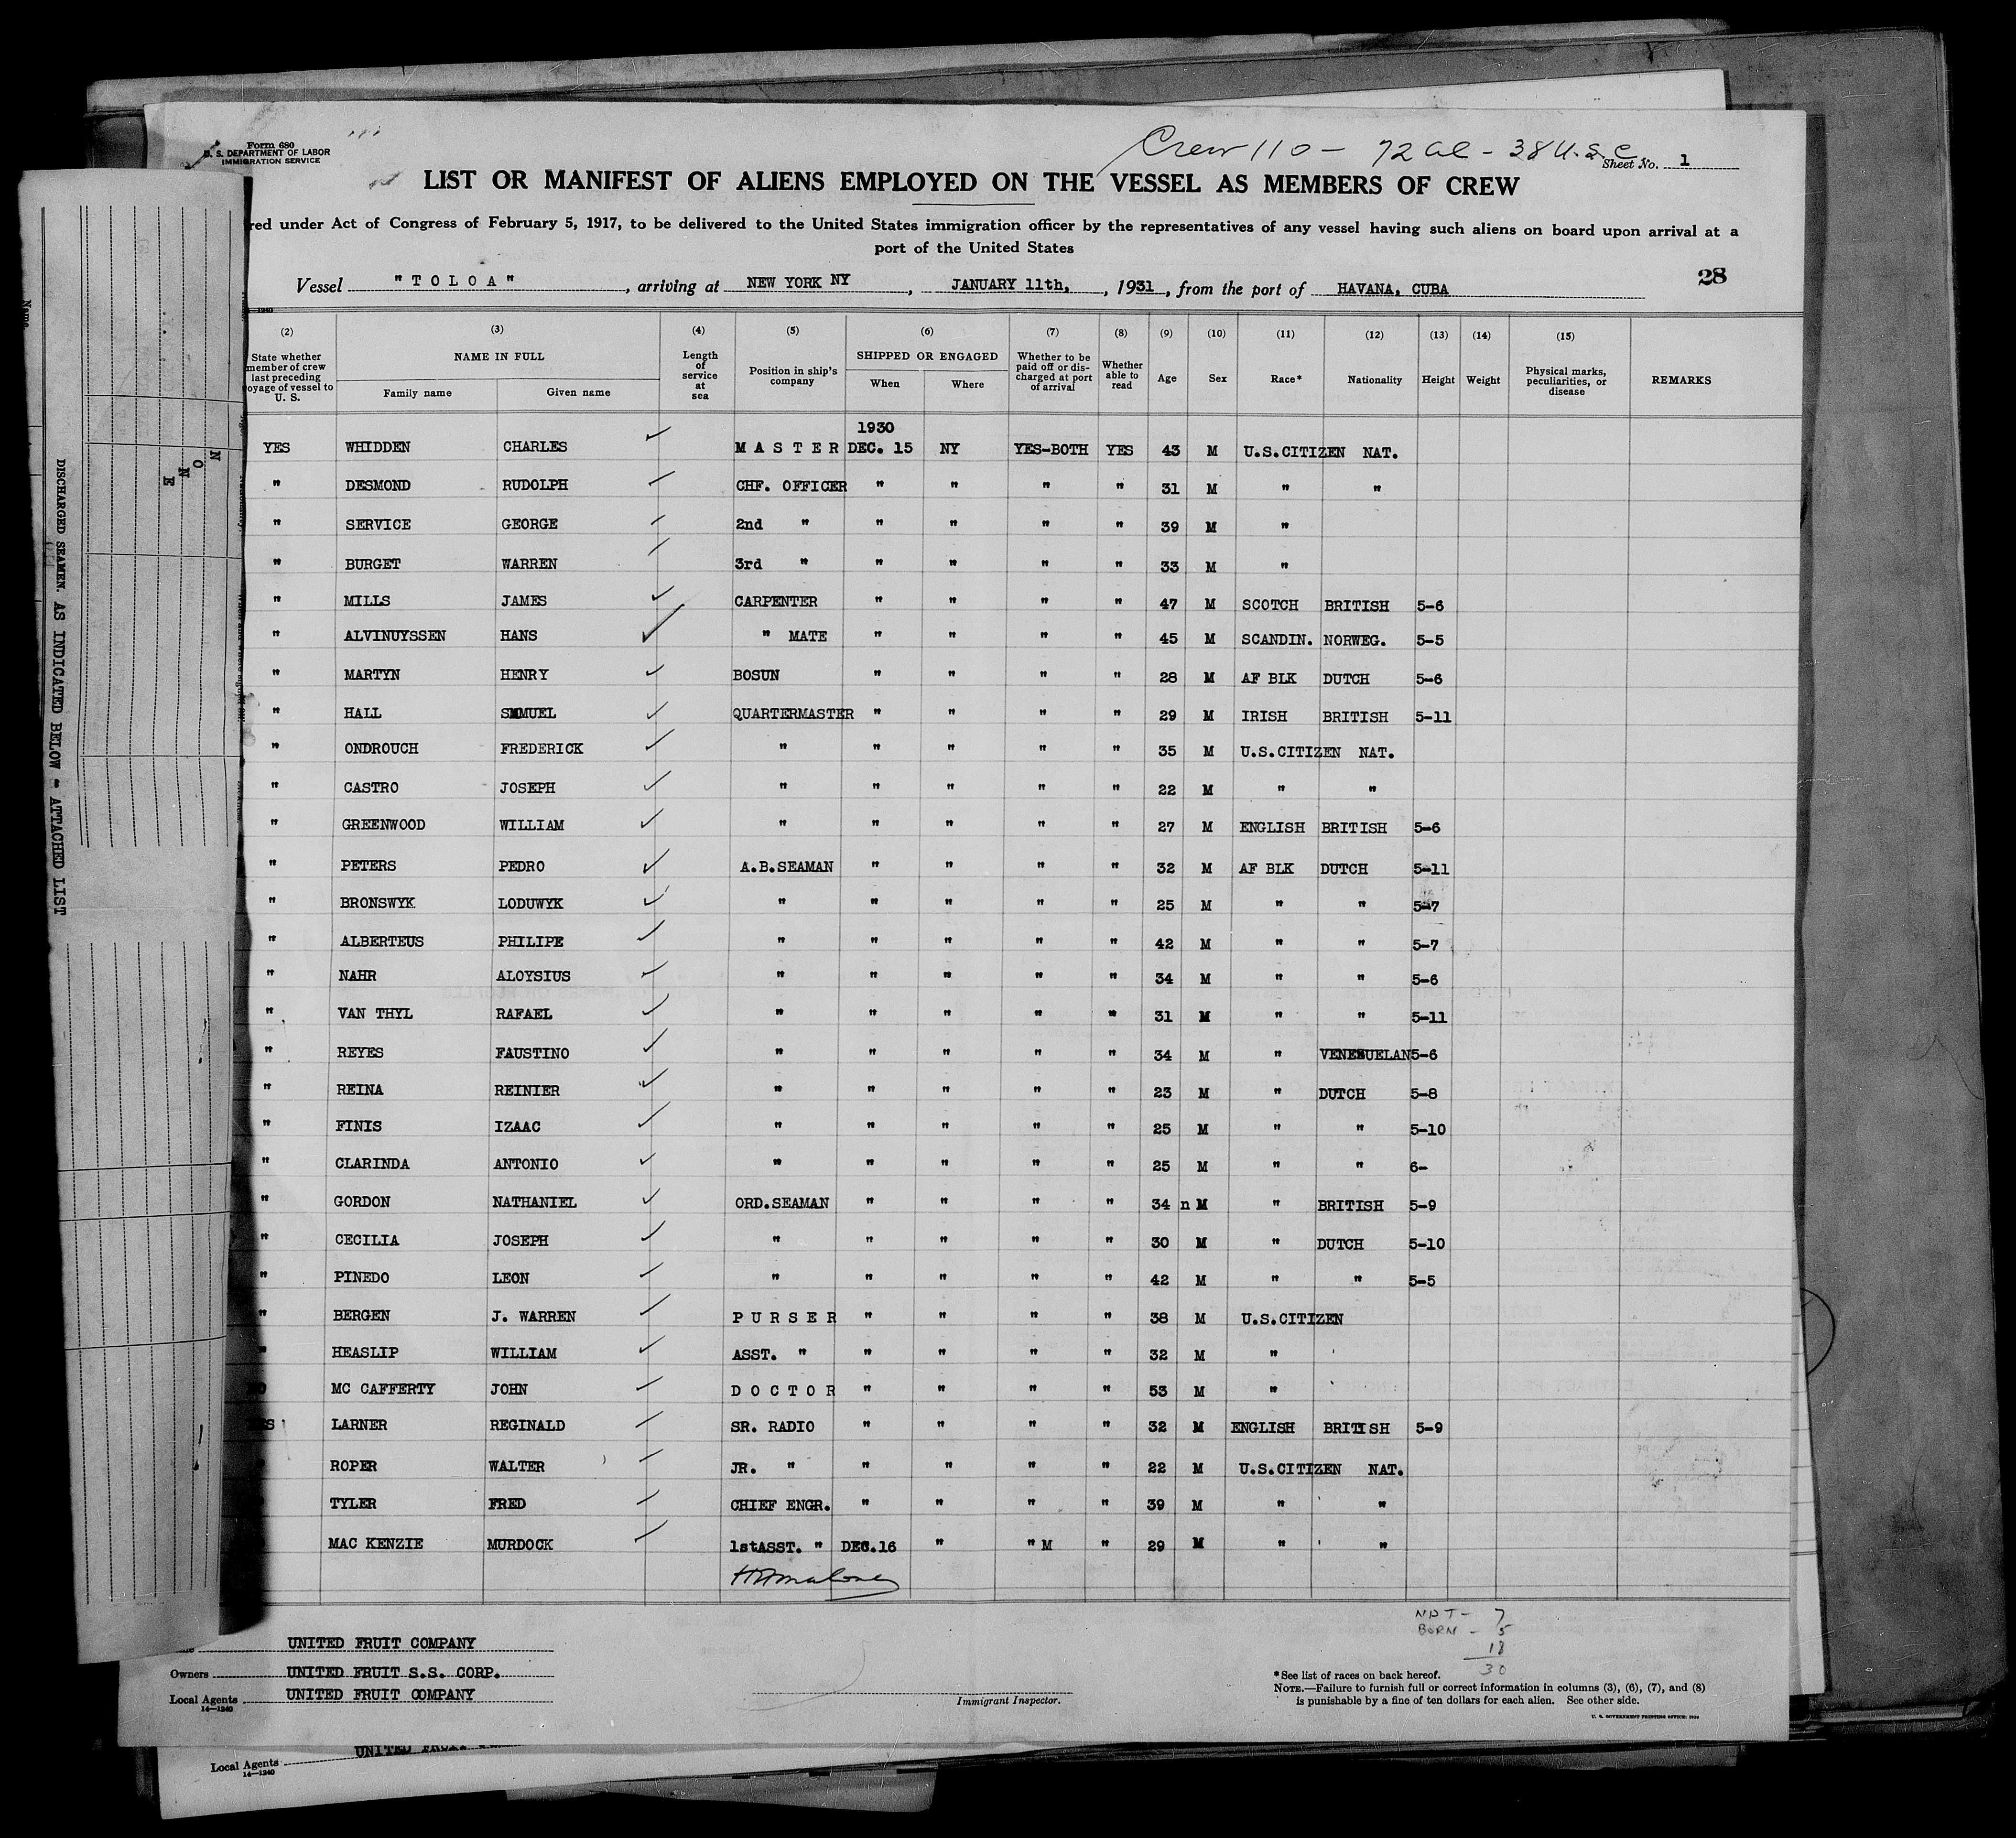 Form 680
U. S. DEPARTMENT OF LABOR
IMMIGRATION SERVICE
Crew 110 - 72 al - 38 U.S.C.
Sheet No. 1
LIST OR MANIFEST OF ALIENS EMPLOYED ON THE VESSEL AS MEMBERS OF CREW
red under Act of Congress of February 5, 1917, to be delivered to the United States immigration officer by the representatives of any vessel having such aliens on board upon arrival at a
port of the United States
28
Vessel "TOLOA", arriving at NEW YORK NY, JANUARY 11th, 1931, from the port of HAVANA, CUBA
(2) (3) (4) (5) (6) (7) (8) (9) (10) (11) (12) (13) (14) (15)
State whether member of crew last preceding oyage of vessel to U. S. NAME IN FULL Family name Given name Length of service at sea Position in ship's company SHIPPED OR ENGAGED When Where Whether to be paid off or discharged at port of arrival Whether able to read Age Sex Race* Nationality Height Weight Physical marks, peculiarities, or disease REMARKS
1930
YES WHIDDEN CHARLES MASTER DEC. 15 NY YES-BOTH YES 43 M U.S.CITIZEN NAT.
" DESMOND RUDOLPH CHF. OFFICER " " " " 31 M " "
" SERVICE GEORGE 2nd " " " " " 39 M "
" BURGET WARREN 3rd " " " " " 33 M "
" MILLS JAMES CARPENTER " " " " 47 M SCOTCH BRITISH 5-6
" ALVINUYSSEN HANS " MATE " " " " 45 M SCANDIN. NORWEG. 5-5
" MARTYN HENRY BOSUN " " " " 28 M AF BLK DUTCH 5-6
" HALL SMMUEL QUARTERMASTER " " " " 29 M IRISH BRITISH 5-11
" ONDROUCH FREDERICK " " " " " 35 M U.S.CITIZEN NAT.
" CASTRO JOSEPH " " " " " 22 M " "
" GREENWOOD WILLIAM " " " " " 27 M ENGLISH BRITISH 5-6
" PETERS PEDRO A.B.SEAMAN " " " " 32 M AF BLK DUTCH 5-11
" BRONSWYK LODUWYK " " " " " 25 M " " 5-7
" ALBERTEUS PHILIPE " " " " " 42 M " " 5-7
" NAHR ALOYSIUS " " " " " 34 M " " 5-6
" VAN THYL RAFAEL " " " " " 31 M " " 5-11
" REYES FAUSTINO " " " " " 34 M " VENEZUELAN 5-6
" REINA REINIER " " " " " 23 M " DUTCH 5-8
" FINIS IZAAC " " " " " 25 M " " 5-10
" CLARINDA ANTONIO " " " " " 25 M " " 6-
" GORDON NATHANIEL ORD.SEAMAN " " " " 34 n M " BRITISH 5-9
" CECILIA JOSEPH " " " " " 30 M " DUTCH 5-10
" PINEDO LEON " " " " " 42 M " " 5-5
" BERGEN J. WARREN PURSER " " " " 38 M U.S.CITIZEN
" HEASLIP WILLIAM ASST. " " " " " 32 M "
MC CAFFERTY JOHN DOCTOR " " " " 53 M "
LARNER REGINALD SR. RADIO " " " " 32 M ENGLISH BRITISH 5-9
ROPER WALTER JR. " " " " " 22 M U.S.CITIZEN NAT.
TYLER FRED CHIEF ENGR. " " " " 39 M " "
MAC KENZIE MURDOCK 1stASST. " DEC.16 " " M " 29 M " "
NAT - 7
BORN - 5
18
30
UNITED FRUIT COMPANY
Owners UNITED FRUIT S.S. CORP.
Local Agents UNITED FRUIT COMPANY
14-1240
Immigrant Inspector.
*See list of races on back hereof.
NOTE.—Failure to furnish full or correct information in columns (3), (6), (7), and (8)
is punishable by a fine of ten dollars for each alien. See other side.
U. S. GOVERNMENT PRINTING OFFICE: 1930
Local Agents UNITED FRUIT
14-1240
NONE
DISCHARGED SEAMEN. AS INDICATED BELOW - ATTACHED LIST
Name